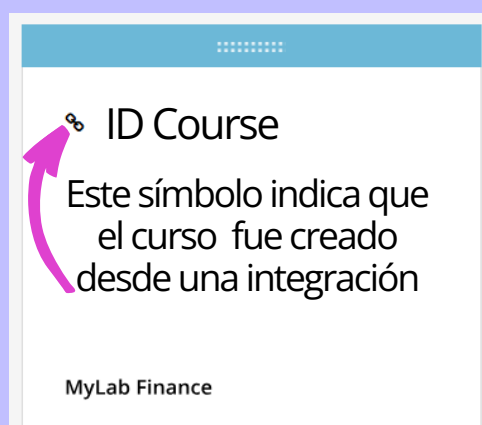 ID Course
Este símbolo indica que
el curso fue creado
desde una integración
MyLab Finance